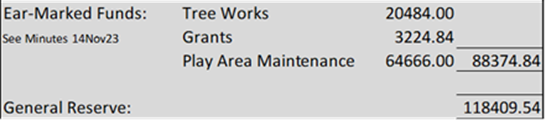 Ear-Marked Funds: Tree Works 20484.00
See Minutes 14Nov23 Grants 3224.84
Play Area Maintenance 64666.00 88374.84
General Reserve: 118409.54